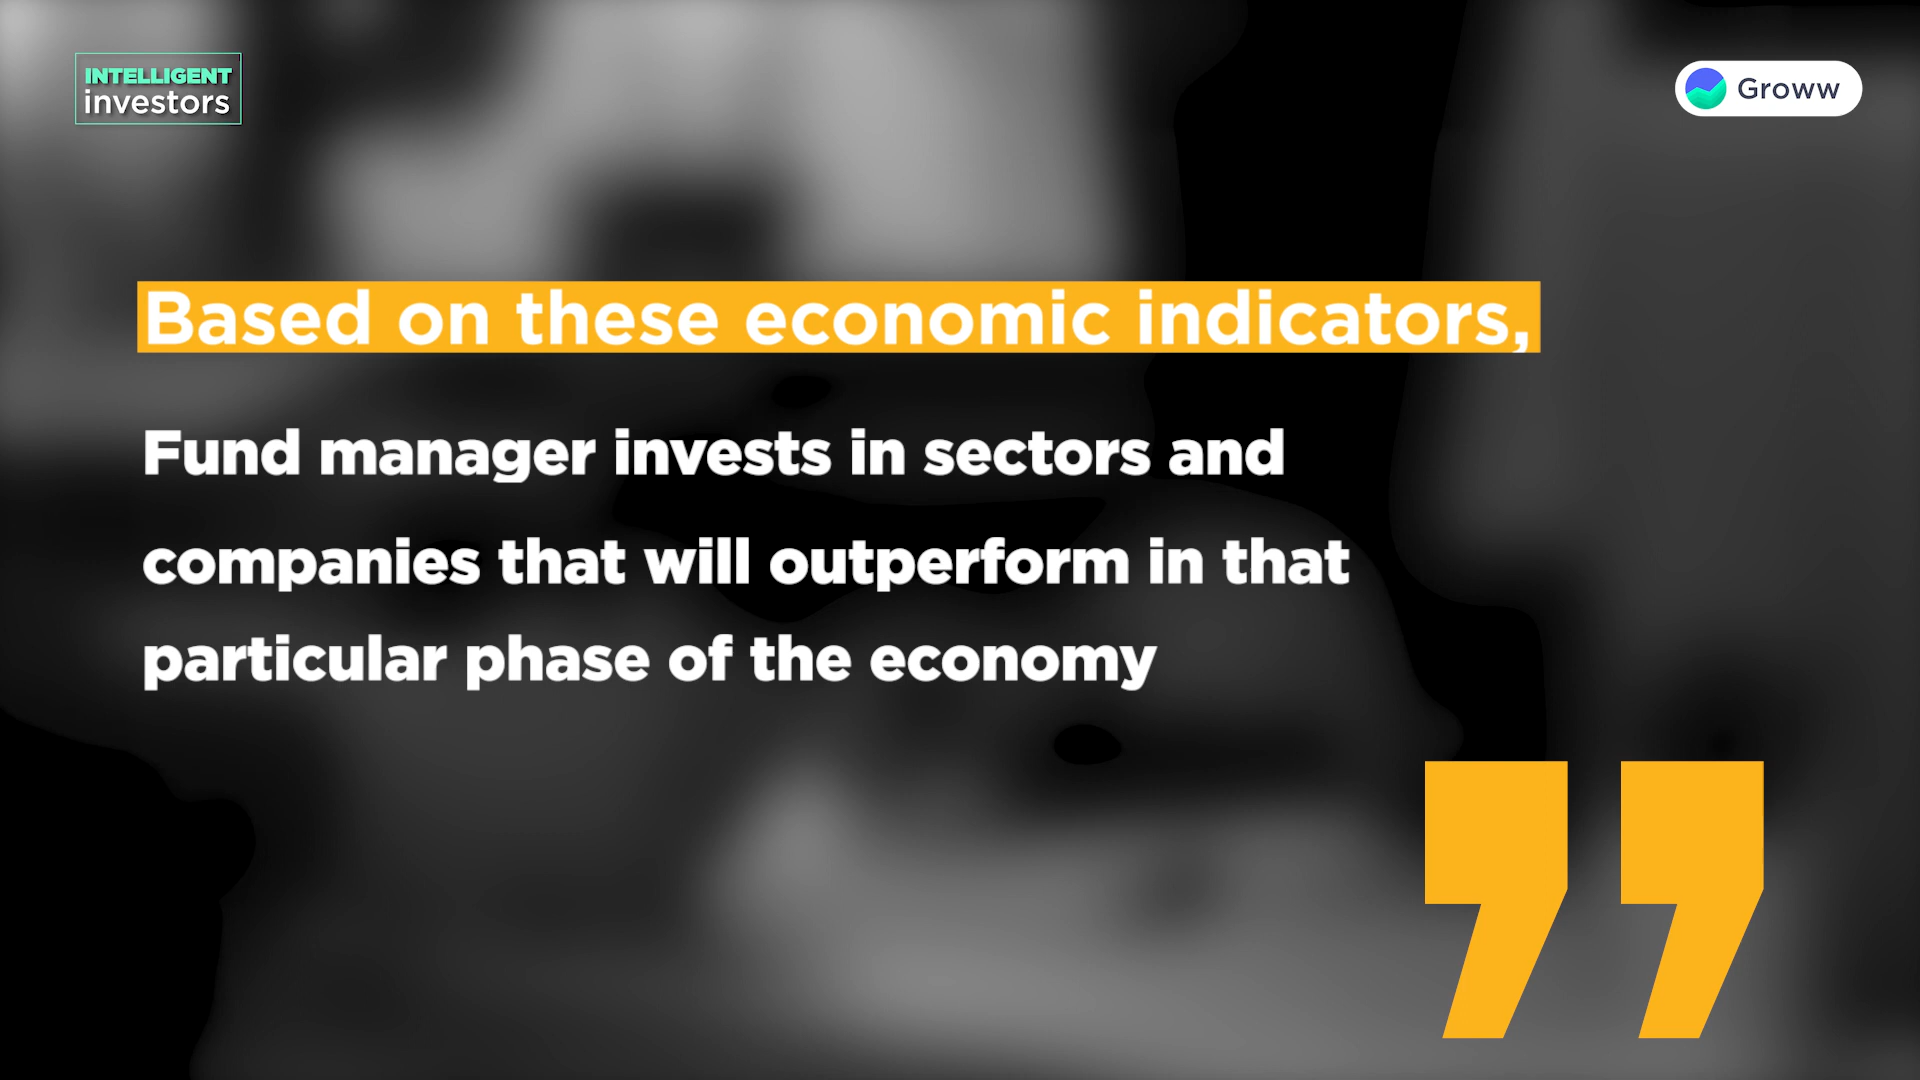 INTELLIGENT
investors
Groww
Based on these economic indicators,
Fund manager invests in sectors and
companies that will outperform in that
particular phase of the economy
”